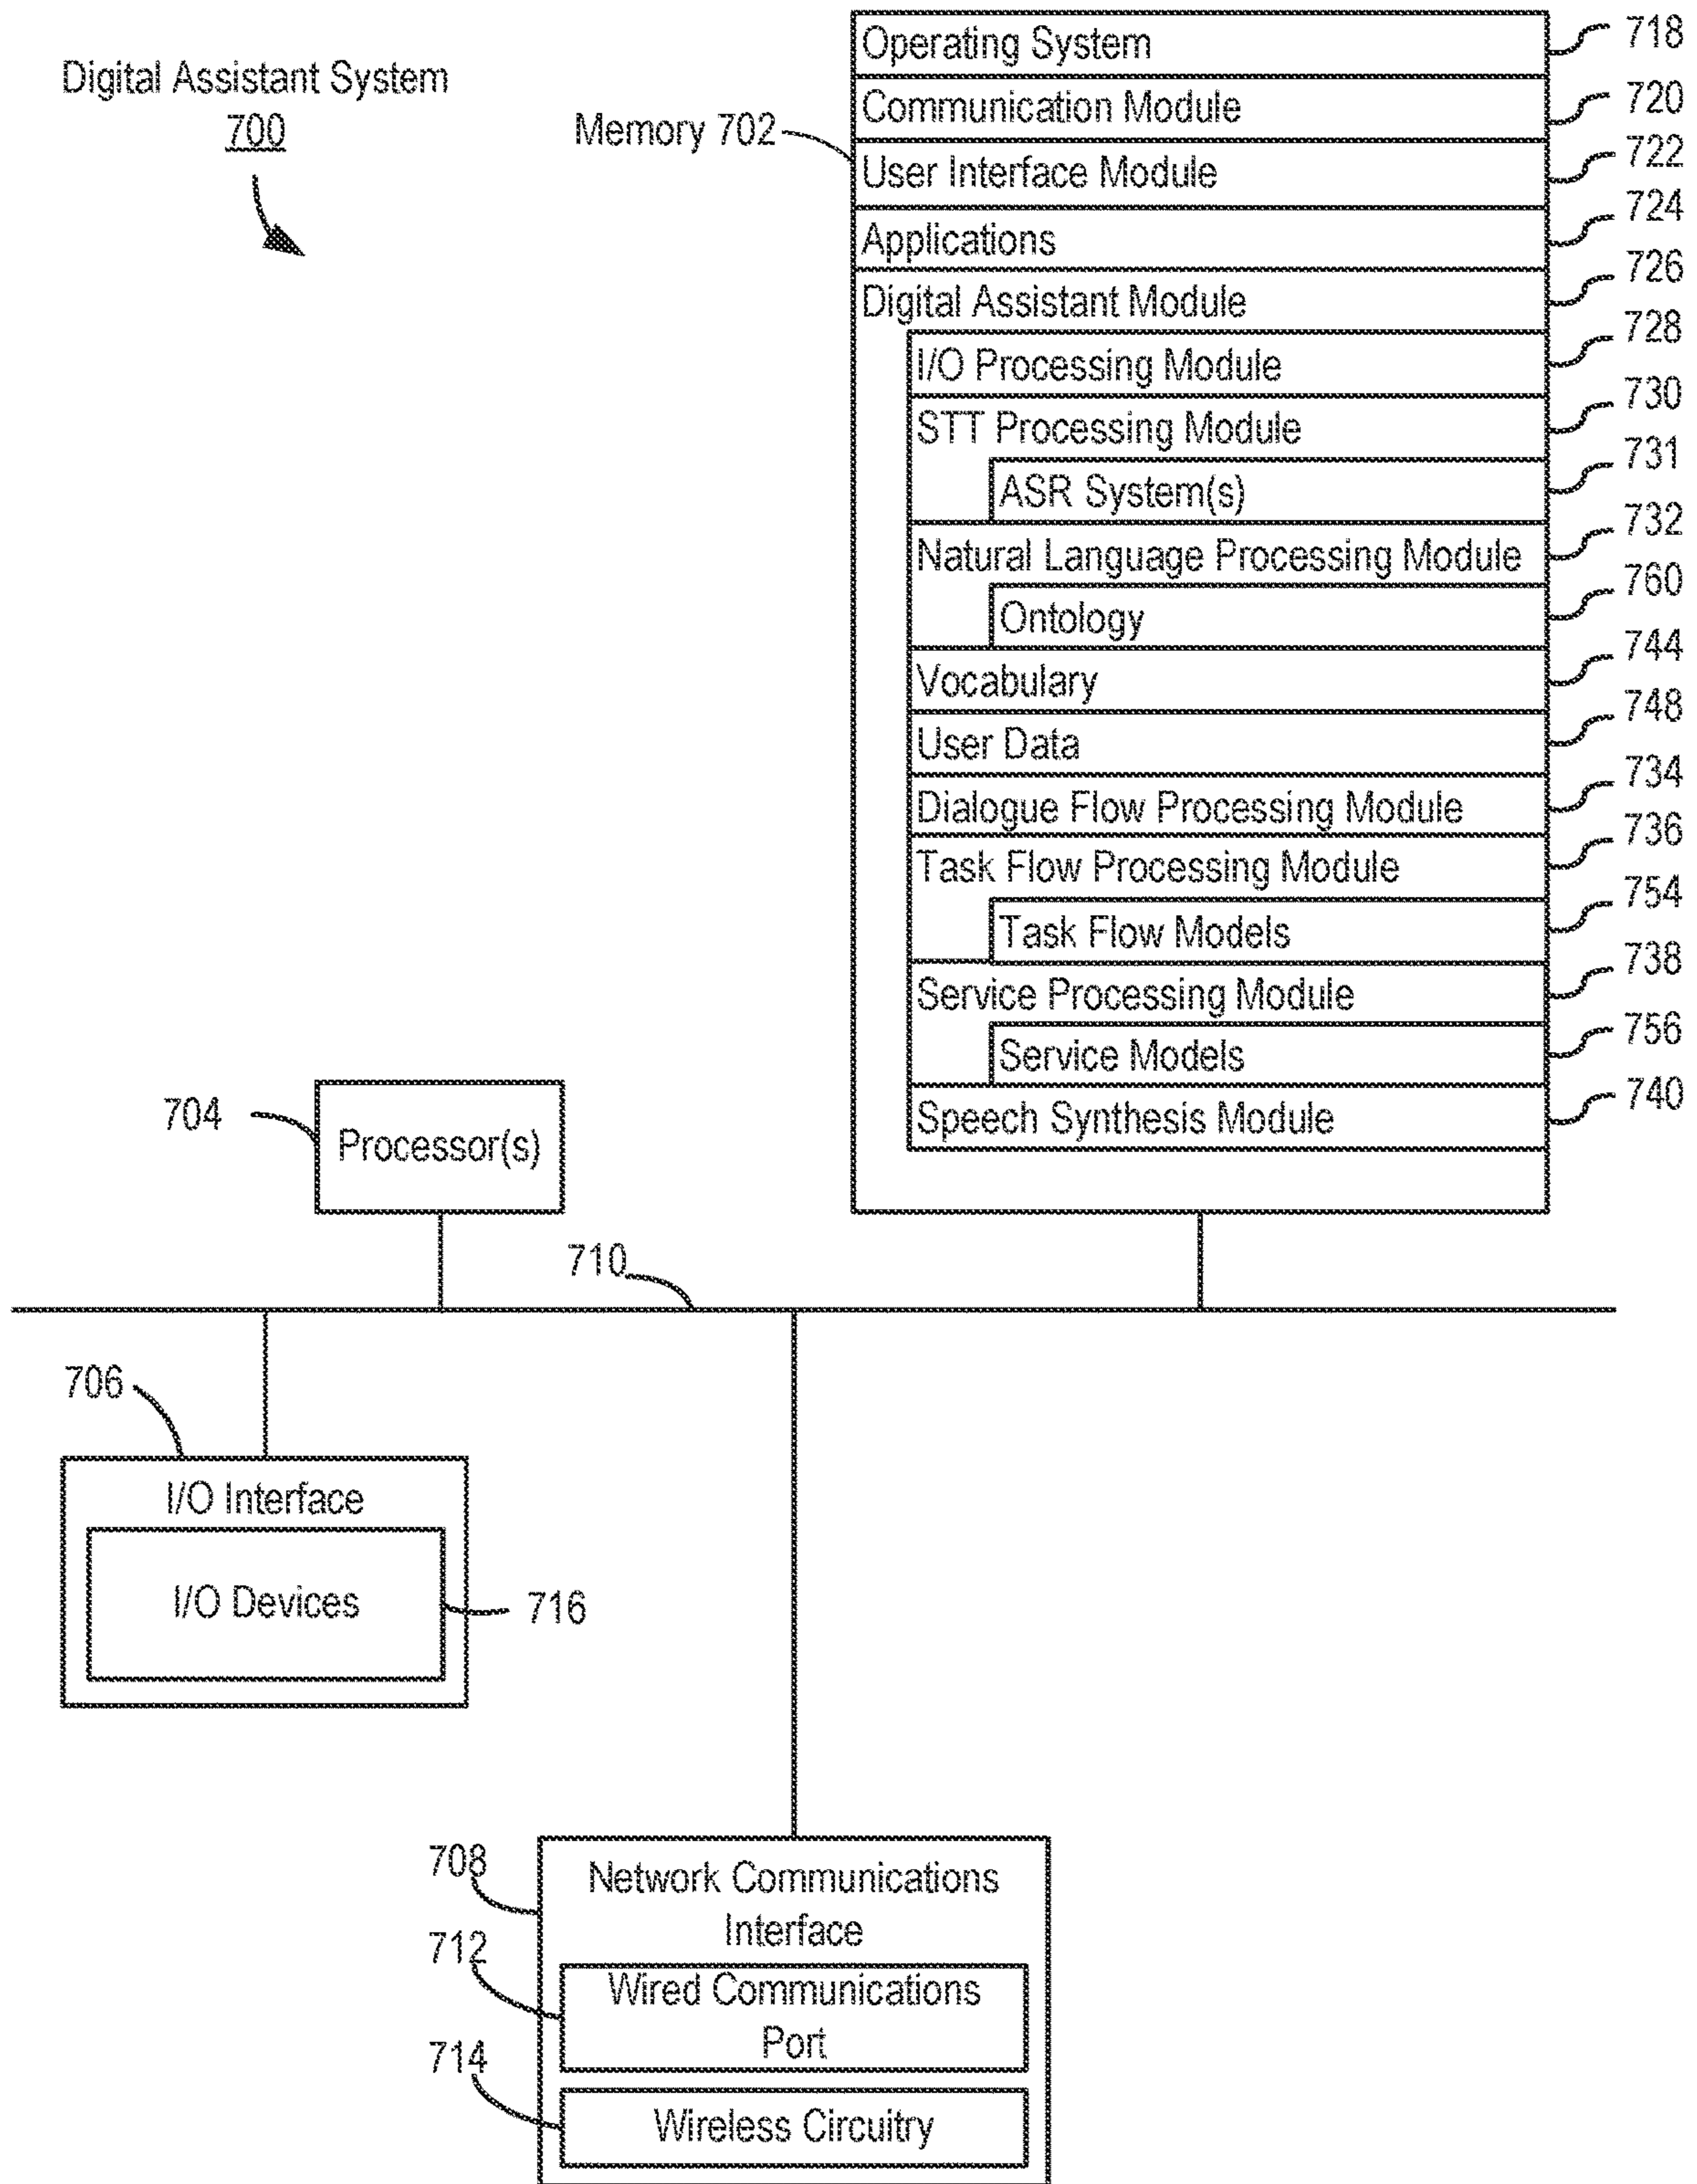 Digital Assistant System
700
Memory 702
Operating System 718
Communication Module 720
User Interface Module 722
Applications 724
Digital Assistant Module 726
I/O Processing Module 728
STT Processing Module 730
ASR System(s) 731
Natural Language Processing Module 732
Ontology 760
Vocabulary 744
User Data 748
Dialogue Flow Processing Module 734
Task Flow Processing Module 736
Task Flow Models 754
Service Processing Module 738
Service Models 756
Speech Synthesis Module 740
704
Processor(s)
710
706
I/O Interface
I/O Devices
716
708
Network Communications
Interface
712
Wired Communications
Port
714
Wireless Circuitry